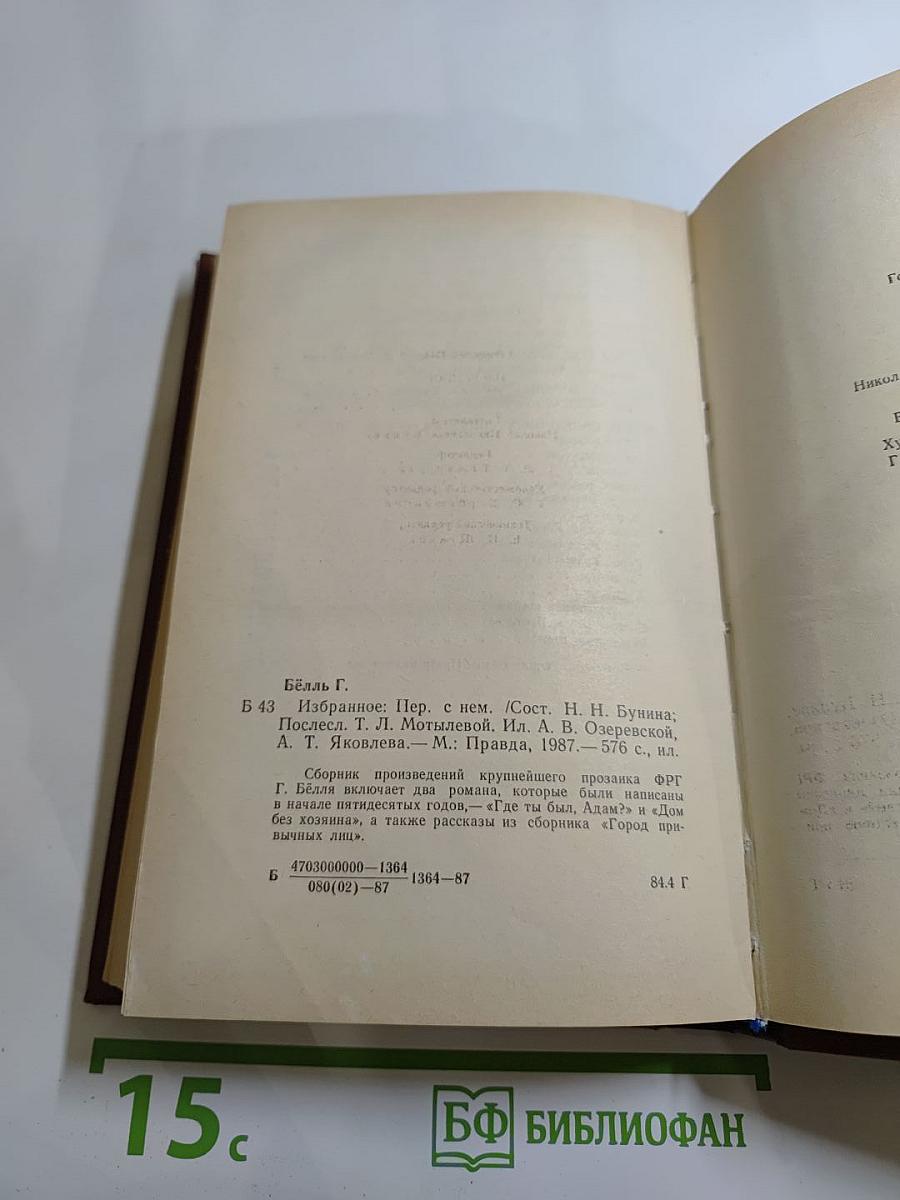 Бёлль Г.
Б 43 Избранное: Пер. с нем. /Сост. Н. Н. Бунина;
Послесл. Т. Л. Мотылевой. Ил. А. В. Озеревской,
А. Т. Яковлева.— М.: Правда, 1987.— 576 с., ил.
Сборник произведений крупнейшего прозаика ФРГ
Г. Бёлля включает два романа, которые были написаны
в начале пятидесятых годов,— «Где ты был, Адам?» и «Дом
без хозяина», а также рассказы из сборника «Город при-
вычных лиц».
Б 4703000000—1364
080(02)—87
1364—87
84.4 Г
Никол
15 с
БФ БИБЛИОФАН